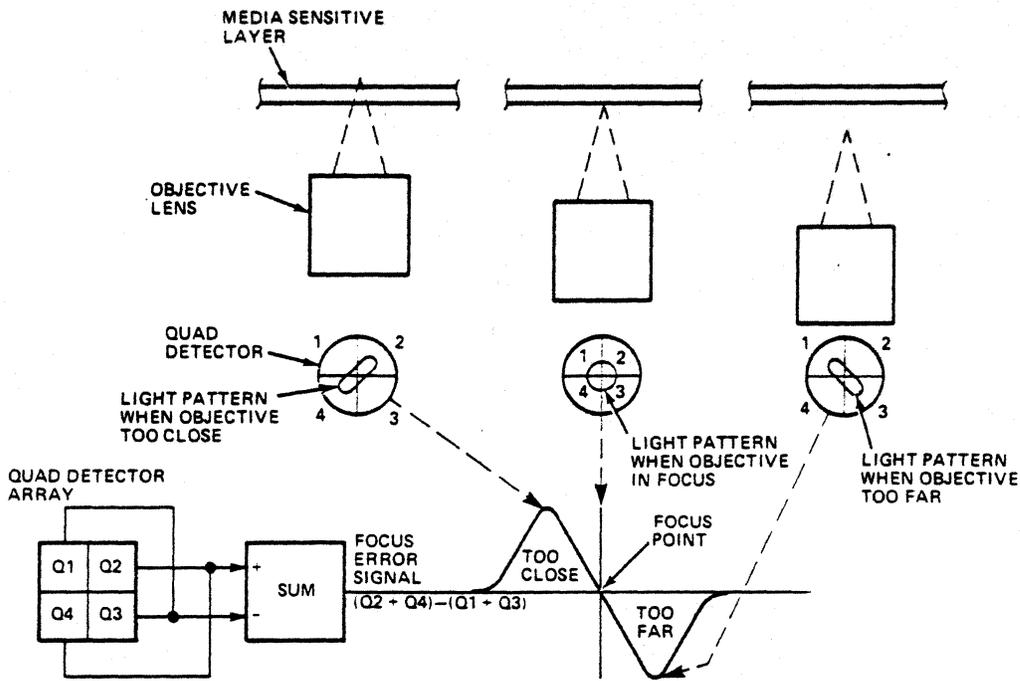 MEDIA SENSITIVE
LAYER
OBJECTIVE
LENS
QUAD
DETECTOR
1
2
4
3
LIGHT PATTERN
WHEN OBJECTIVE
TOO CLOSE
1
2
4
3
LIGHT PATTERN
WHEN OBJECTIVE
IN FOCUS
1
2
4
3
LIGHT PATTERN
WHEN OBJECTIVE
TOO FAR
QUAD DETECTOR
ARRAY
Q1
Q2
Q4
Q3
+
-
SUM
FOCUS
ERROR
SIGNAL
(Q2 + Q4)-(Q1 + Q3)
TOO
CLOSE
FOCUS
POINT
TOO
FAR